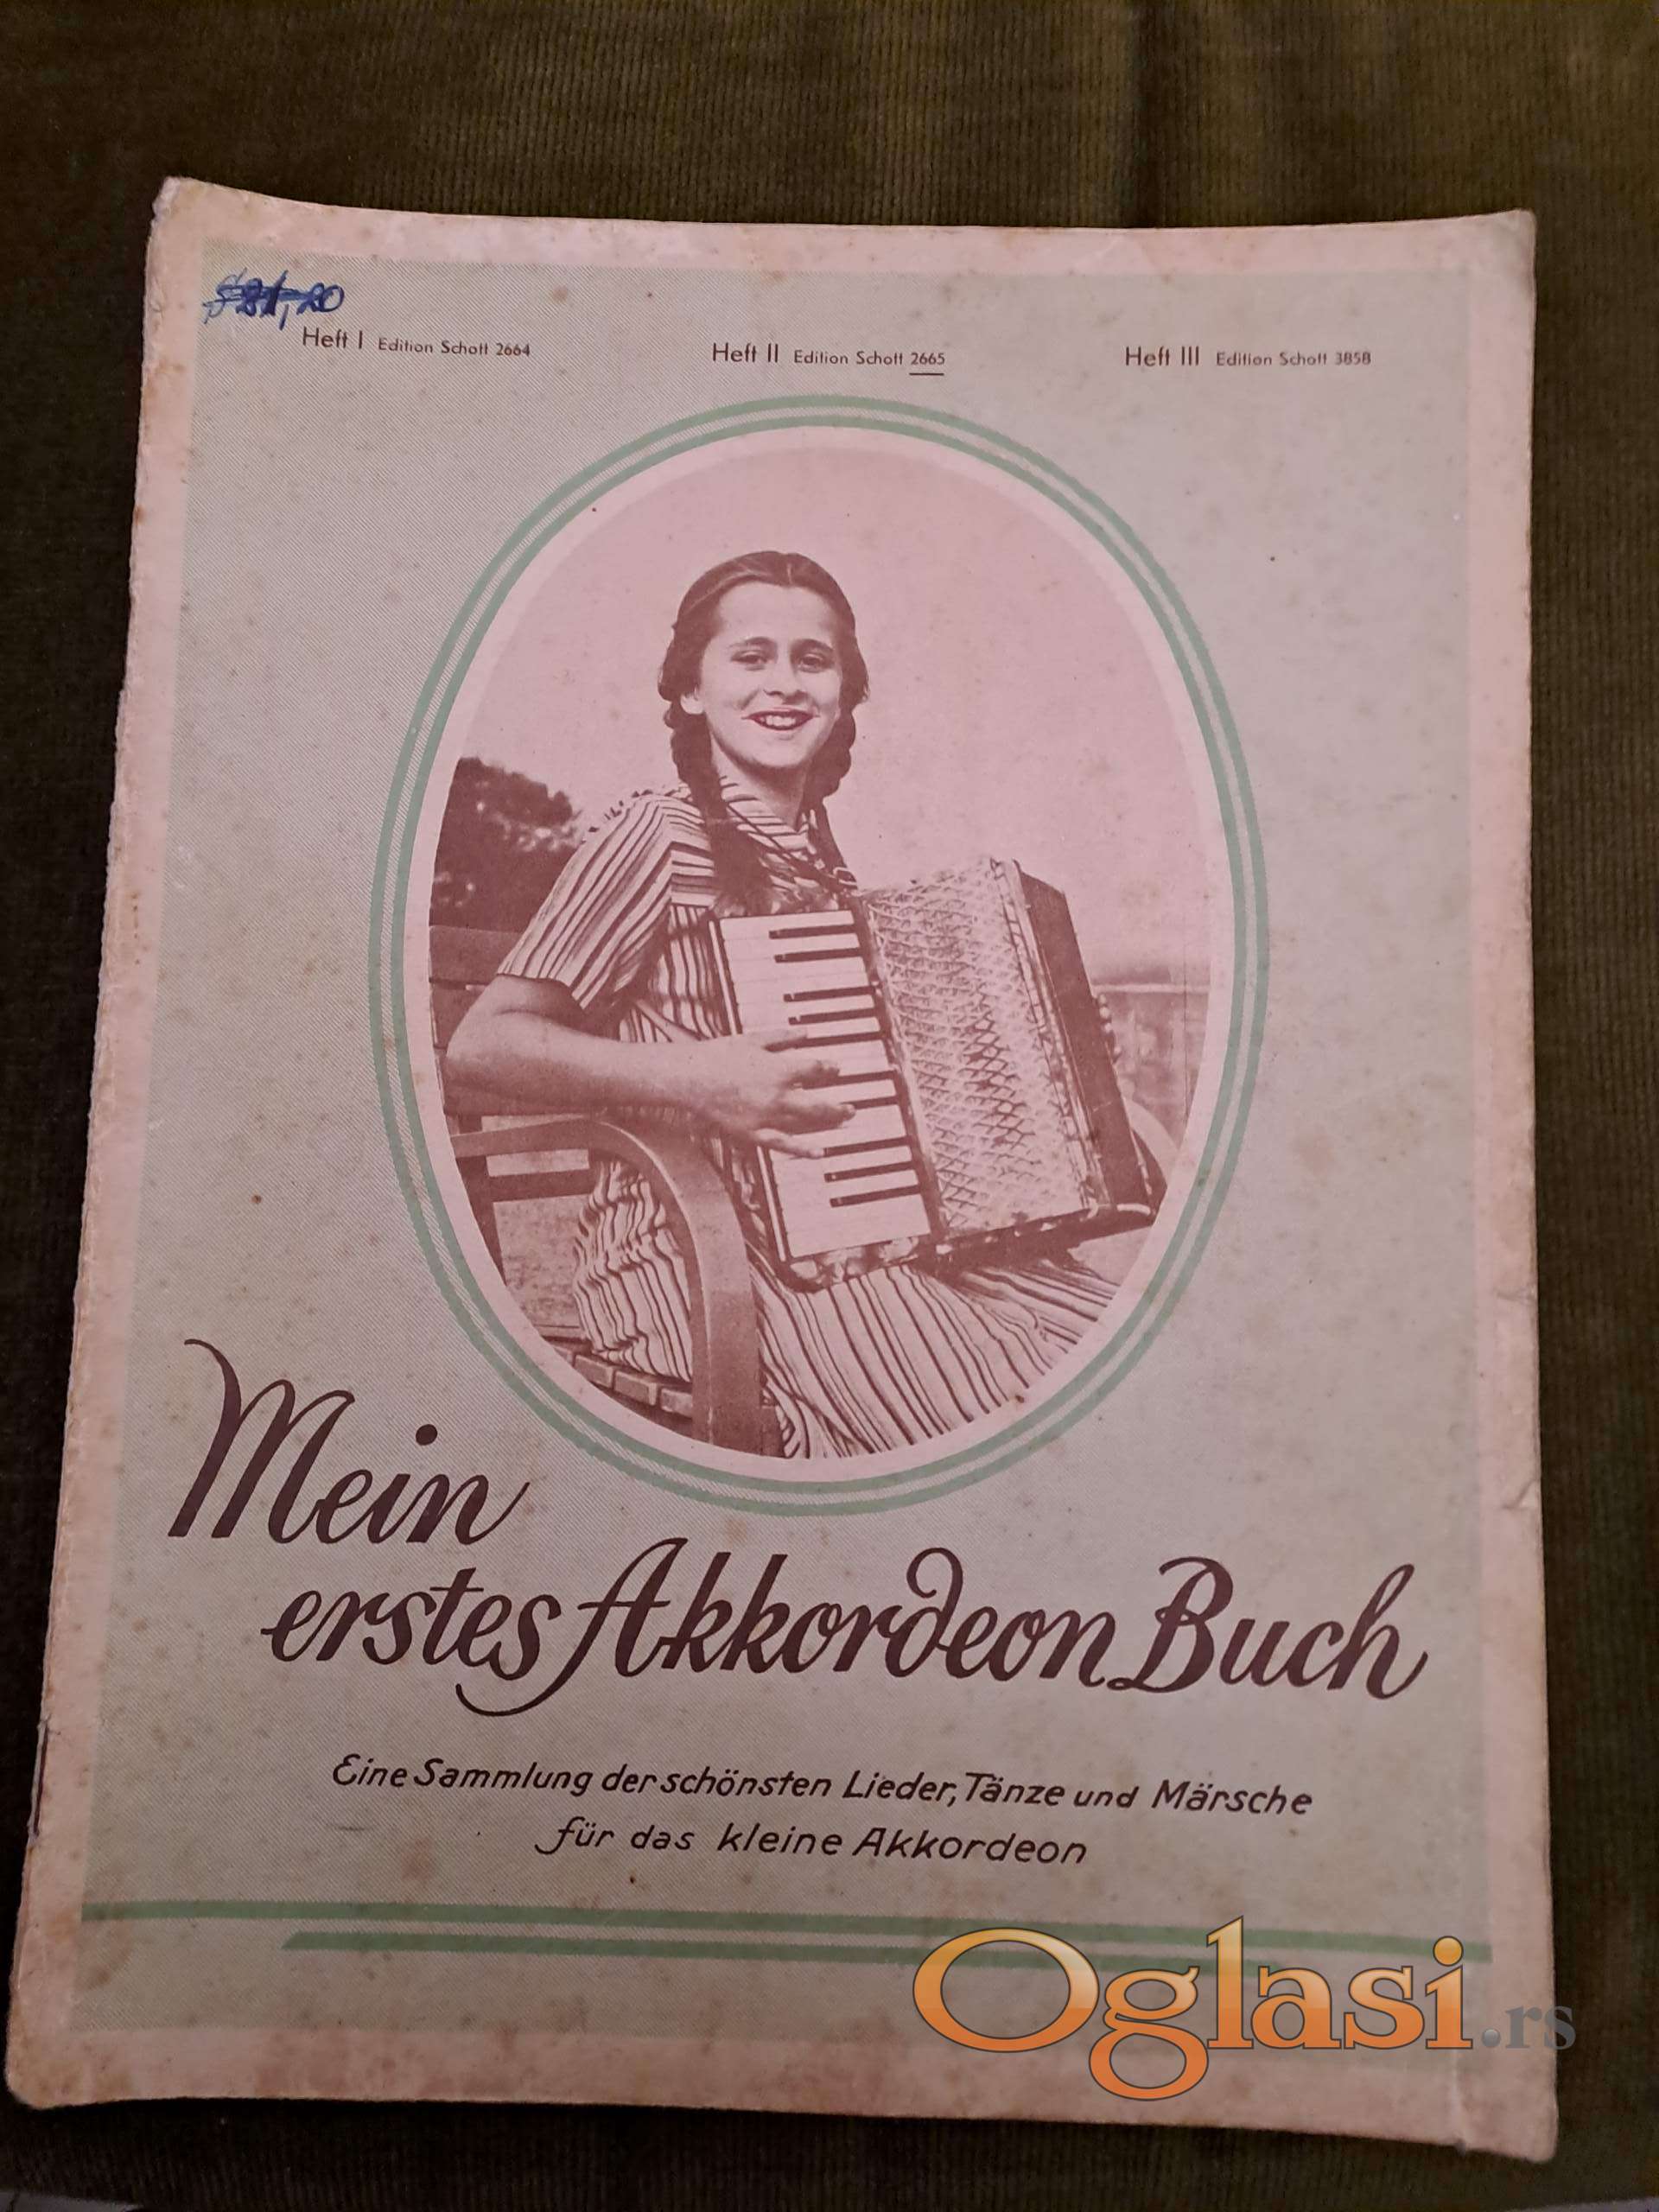 Heft I Edition Schott 2664
Heft II Edition Schott 2665
Heft III Edition Schott 3858
Mein
erstes Akkordeon Buch
Eine Sammlung der schönsten Lieder, Tänze und Märsche
für das kleine Akkordeon
Oglasi.rs